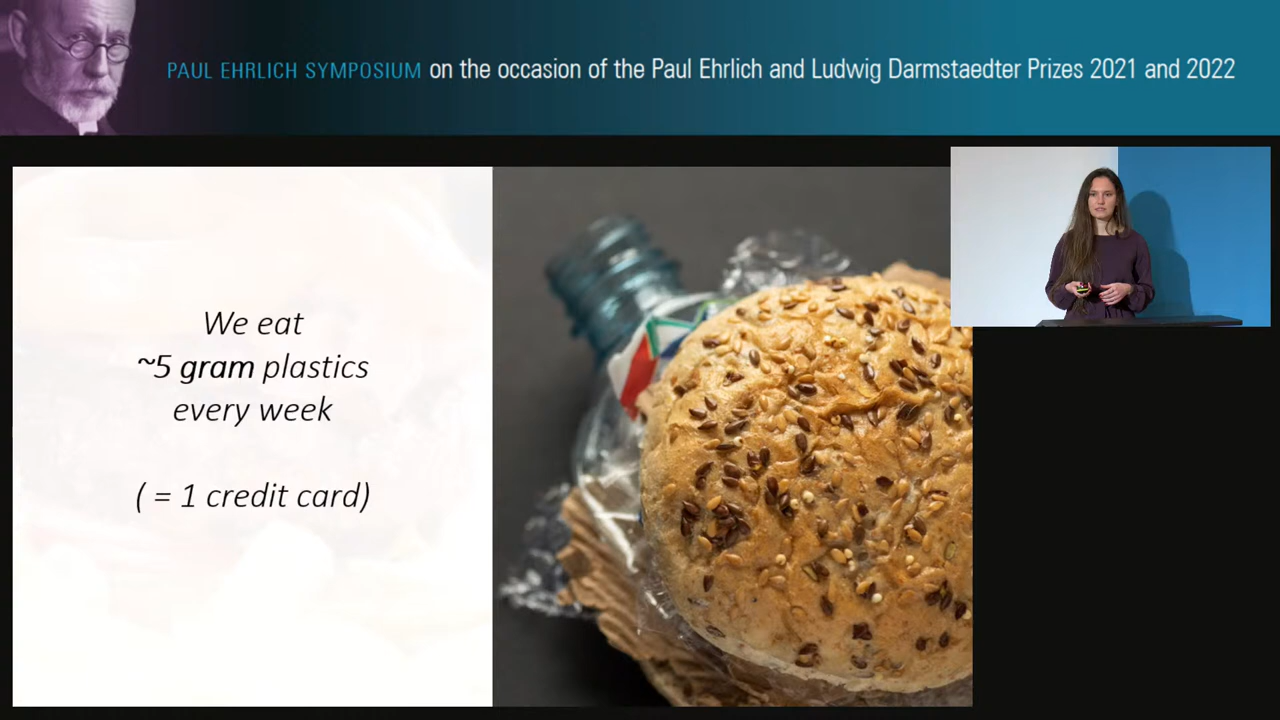 PAUL EHRLICH SYMPOSIUM on the occasion of the Paul Ehrlich and Ludwig Darmstaedter Prizes 2021 and 2022
We eat
~5 gram plastics
every week
( = 1 credit card)